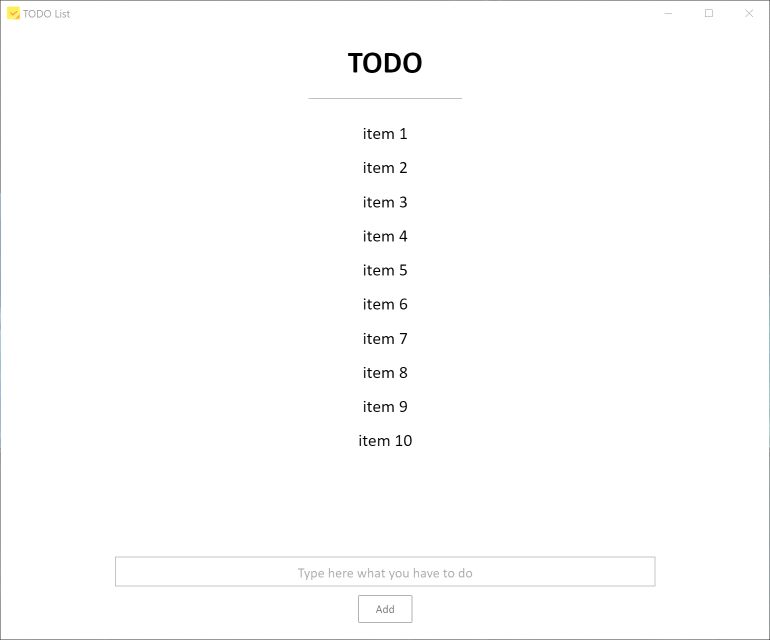 TODO List
TODO
item 1
item 2
item 3
item 4
item 5
item 6
item 7
item 8
item 9
item 10
Type here what you have to do
Add